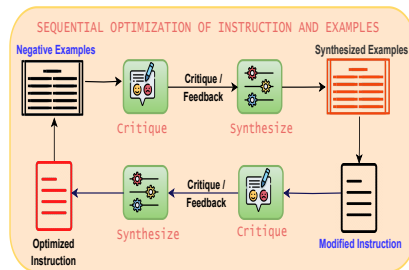 SEQUENTIAL OPTIMIZATION OF INSTRUCTION AND EXAMPLES
Negative Examples
Synthesized Examples
Critique /
Feedback
Critique
Synthesize
Critique /
Feedback
Synthesize
Critique
Optimized
Instruction
Modified Instruction